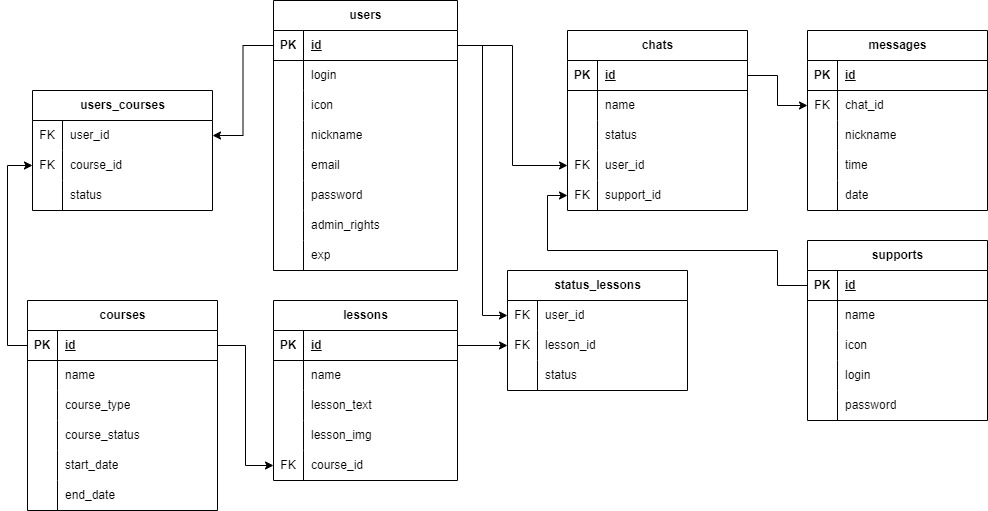 users
PK id
login
icon
nickname
email
password
admin_rights
exp
chats
PK id
name
status
FK user_id
FK support_id
messages
PK id
FK chat_id
nickname
time
date
users_courses
FK user_id
FK course_id
status
supports
PK id
name
icon
login
password
status_lessons
FK user_id
FK lesson_id
status
courses
PK id
name
course_type
course_status
start_date
end_date
lessons
PK id
name
lesson_text
lesson_img
FK course_id